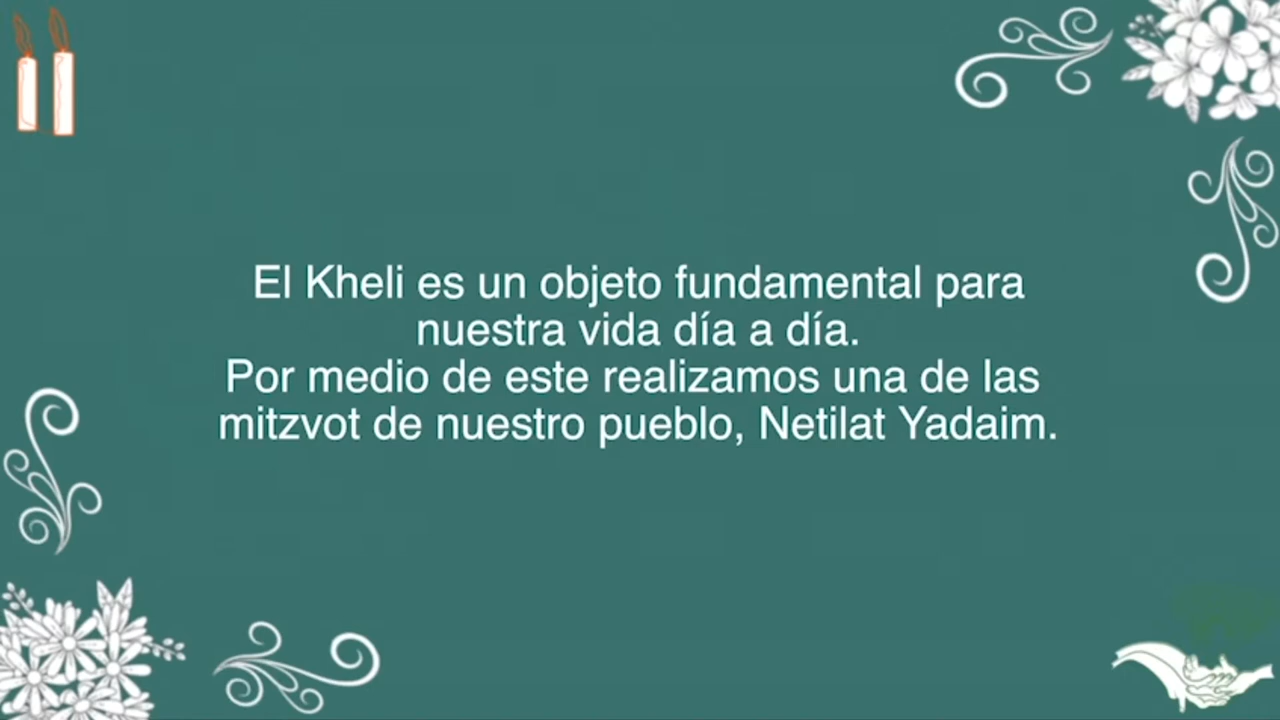 El Kheli es un objeto fundamental para
nuestra vida día a día.
Por medio de este realizamos una de las
mitzvot de nuestro pueblo, Netilat Yadaim.